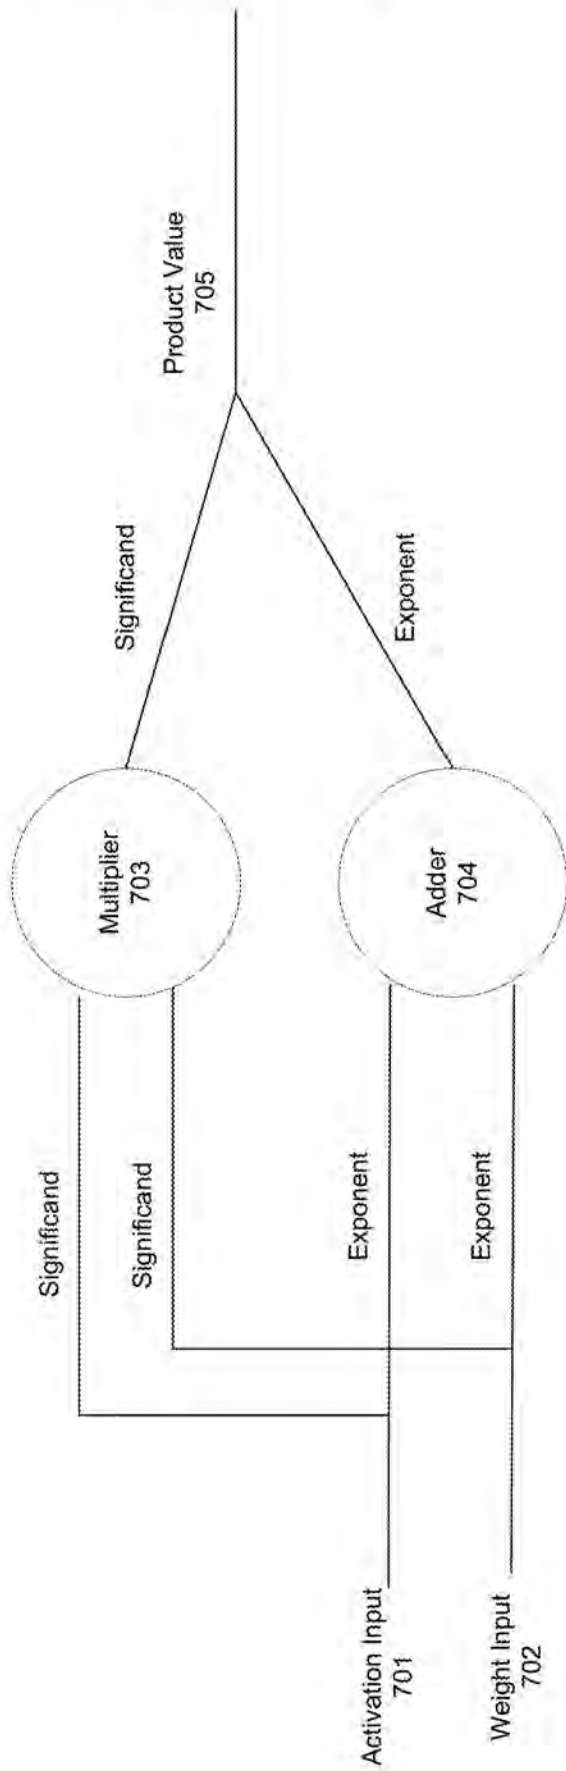 Activation Input
701
Weight Input
702
Significand
Significand
Exponent
Exponent
Multiplier
703
Adder
704
Significand
Exponent
Product Value
705